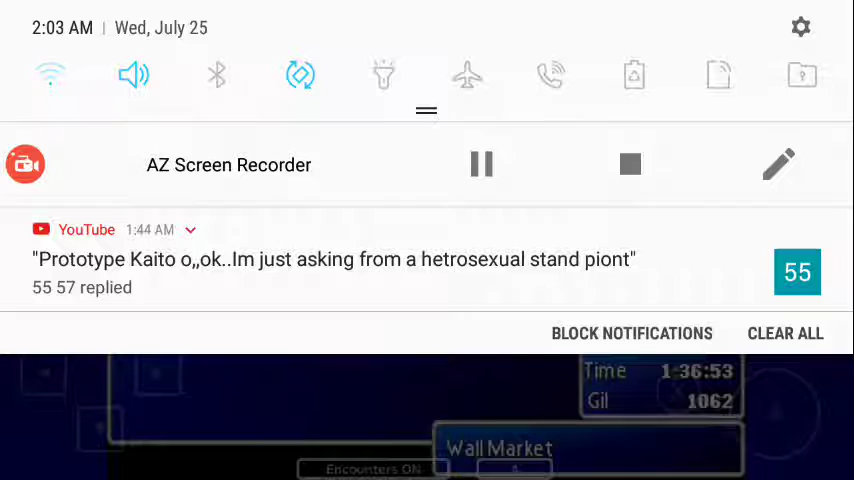 2:03 AM | Wed, July 25
AZ Screen Recorder
YouTube 1:44 AM
"Prototype Kaito o,,ok..Im just asking from a hetrosexual stand piont"
55
55 57 replied
BLOCK NOTIFICATIONS CLEAR ALL
Time 1:36:53
Gil 1062
Wall Market
Encounters ON